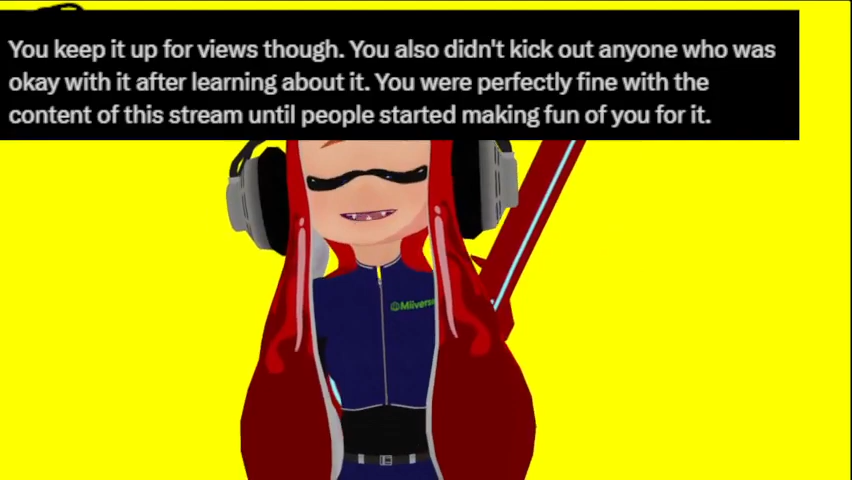 You keep it up for views though. You also didn't kick out anyone who was
okay with it after learning about it. You were perfectly fine with the
content of this stream until people started making fun of you for it.
Miiverse